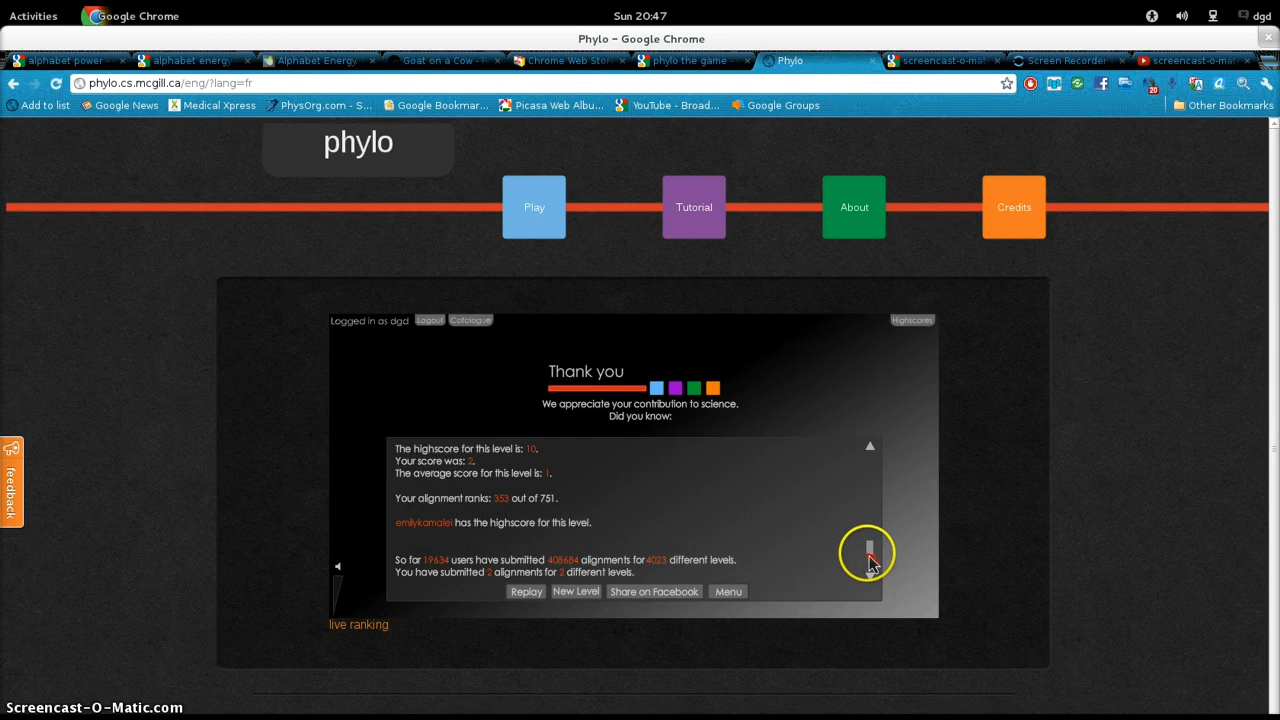 Activities Google Chrome Sun 20:47 dgd
Phylo – Google Chrome
alphabet power - alphabet energy Alphabet Energy Goat on a Cow - Chrome Web Sto phylo the game - Phylo screencast-o-ma Screen Recorder screencast-o-mat
phylo.cs.mcgill.ca/eng/?lang=fr 20
Add to list Google News Medical Xpress PhysOrg.com - S... Google Bookmar... Picasa Web Albu... YouTube - Broad... Google Groups Other Bookmarks
phylo
Play Tutorial About Credits
Logged in as dgd Logout Catalogue Highscores
Thank you
We appreciate your contribution to science.
Did you know:
The highscore for this level is: 10.
Your score was: 2.
The average score for this level is: 1.
Your alignment ranks: 353 out of 751.
emilykamalei has the highscore for this level.
So far 19634 users have submitted 408684 alignments for 4023 different levels.
You have submitted 2 alignments for 2 different levels.
Replay New Level Share on Facebook Menu
live ranking
feedback
Screencast-O-Matic.com